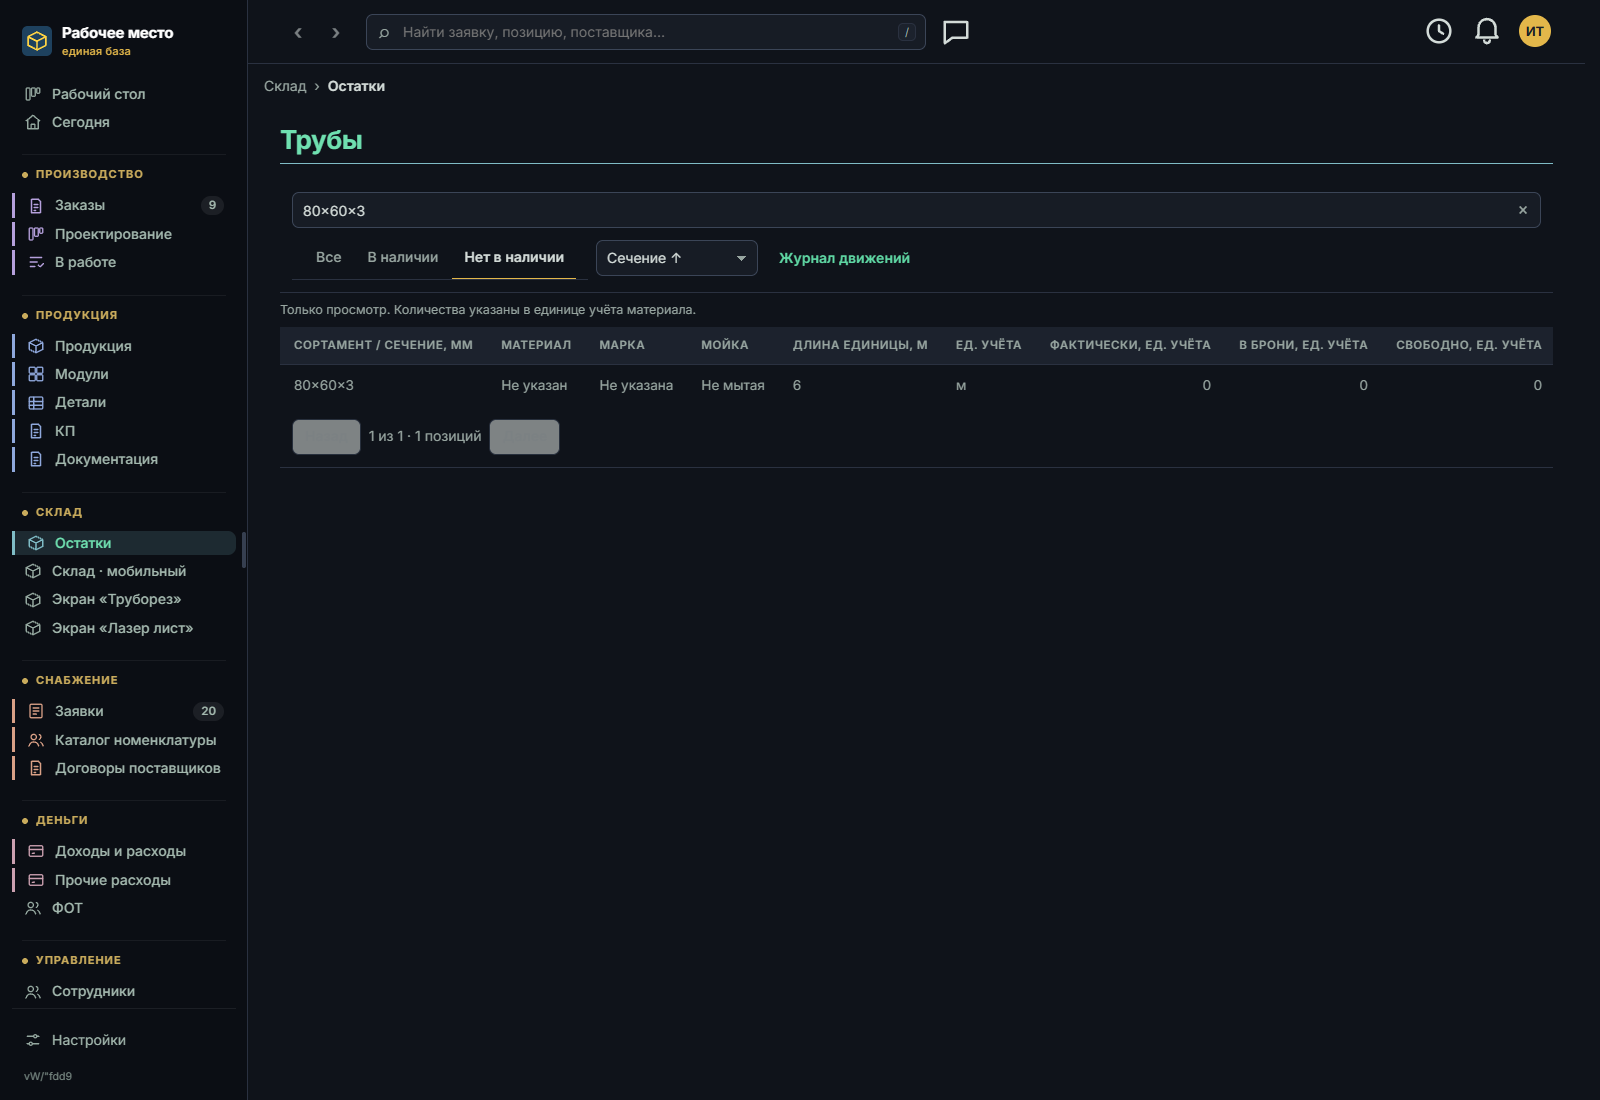 Рабочее место
единая база
Найти заявку, позицию, поставщика...
/
ИТ
Рабочий стол
Сегодня
ПРОИЗВОДСТВО
Заказы 9
Проектирование
В работе
ПРОДУКЦИЯ
Продукция
Модули
Детали
КП
Документация
СКЛАД
Остатки
Склад · мобильный
Экран «Труборез»
Экран «Лазер лист»
СНАБЖЕНИЕ
Заявки 20
Каталог номенклатуры
Договоры поставщиков
ДЕНЬГИ
Доходы и расходы
Прочие расходы
ФОТ
УПРАВЛЕНИЕ
Сотрудники
Настройки
vW/"fdd9
Склад › Остатки
Трубы
80×60×3 ×
Все В наличии Нет в наличии Сечение ↑ Журнал движений
Только просмотр. Количества указаны в единице учёта материала.
СОРТАМЕНТ / СЕЧЕНИЕ, ММ МАТЕРИАЛ МАРКА МОЙКА ДЛИНА ЕДИНИЦЫ, М ЕД. УЧЁТА ФАКТИЧЕСКИ, ЕД. УЧЁТА В БРОНИ, ЕД. УЧЁТА СВОБОДНО, ЕД. УЧЁТА
80×60×3 Не указан Не указана Не мытая 6 м 0 0 0
1 из 1 · 1 позиций